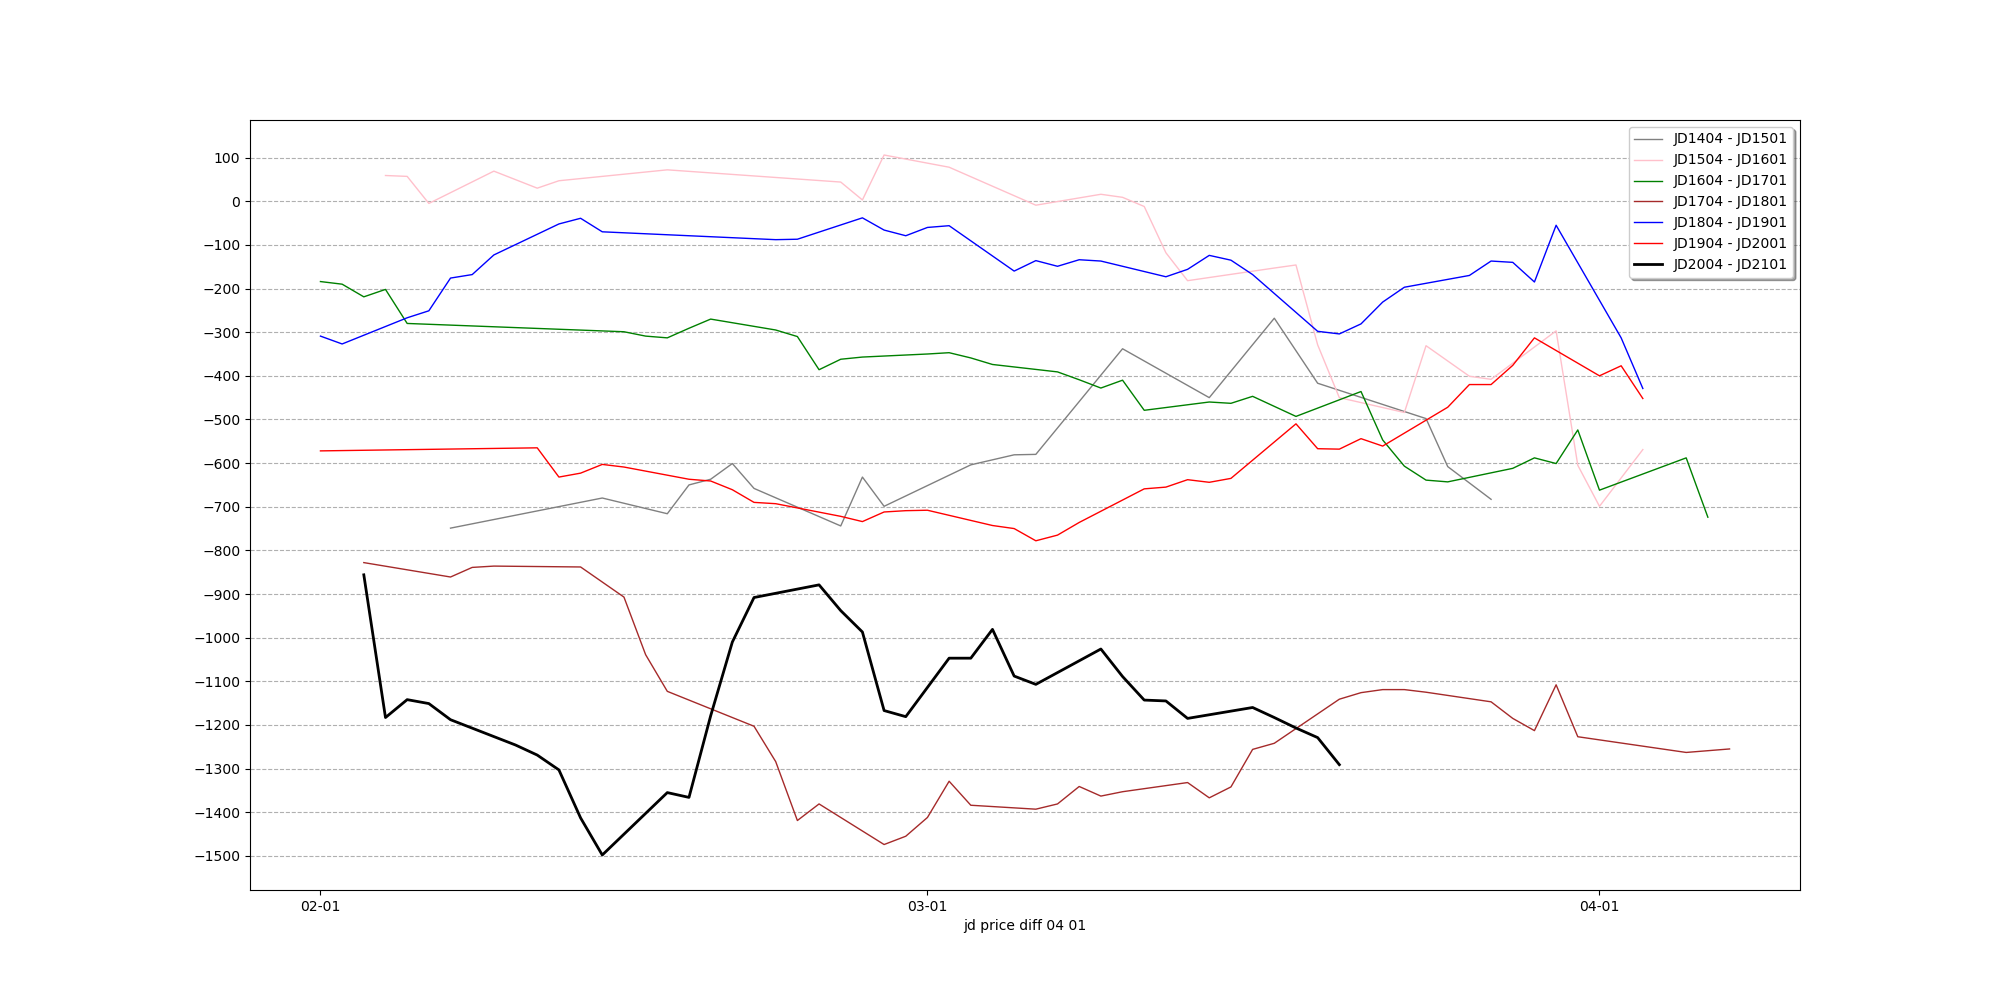 JD1404 - JD1501
JD1504 - JD1601
JD1604 - JD1701
JD1704 - JD1801
JD1804 - JD1901
JD1904 - JD2001
JD2004 - JD2101
100
0
−100
−200
−300
−400
−500
−600
−700
−800
−900
−1000
−1100
−1200
−1300
−1400
−1500
02-01 03-01 04-01
jd price diff 04 01